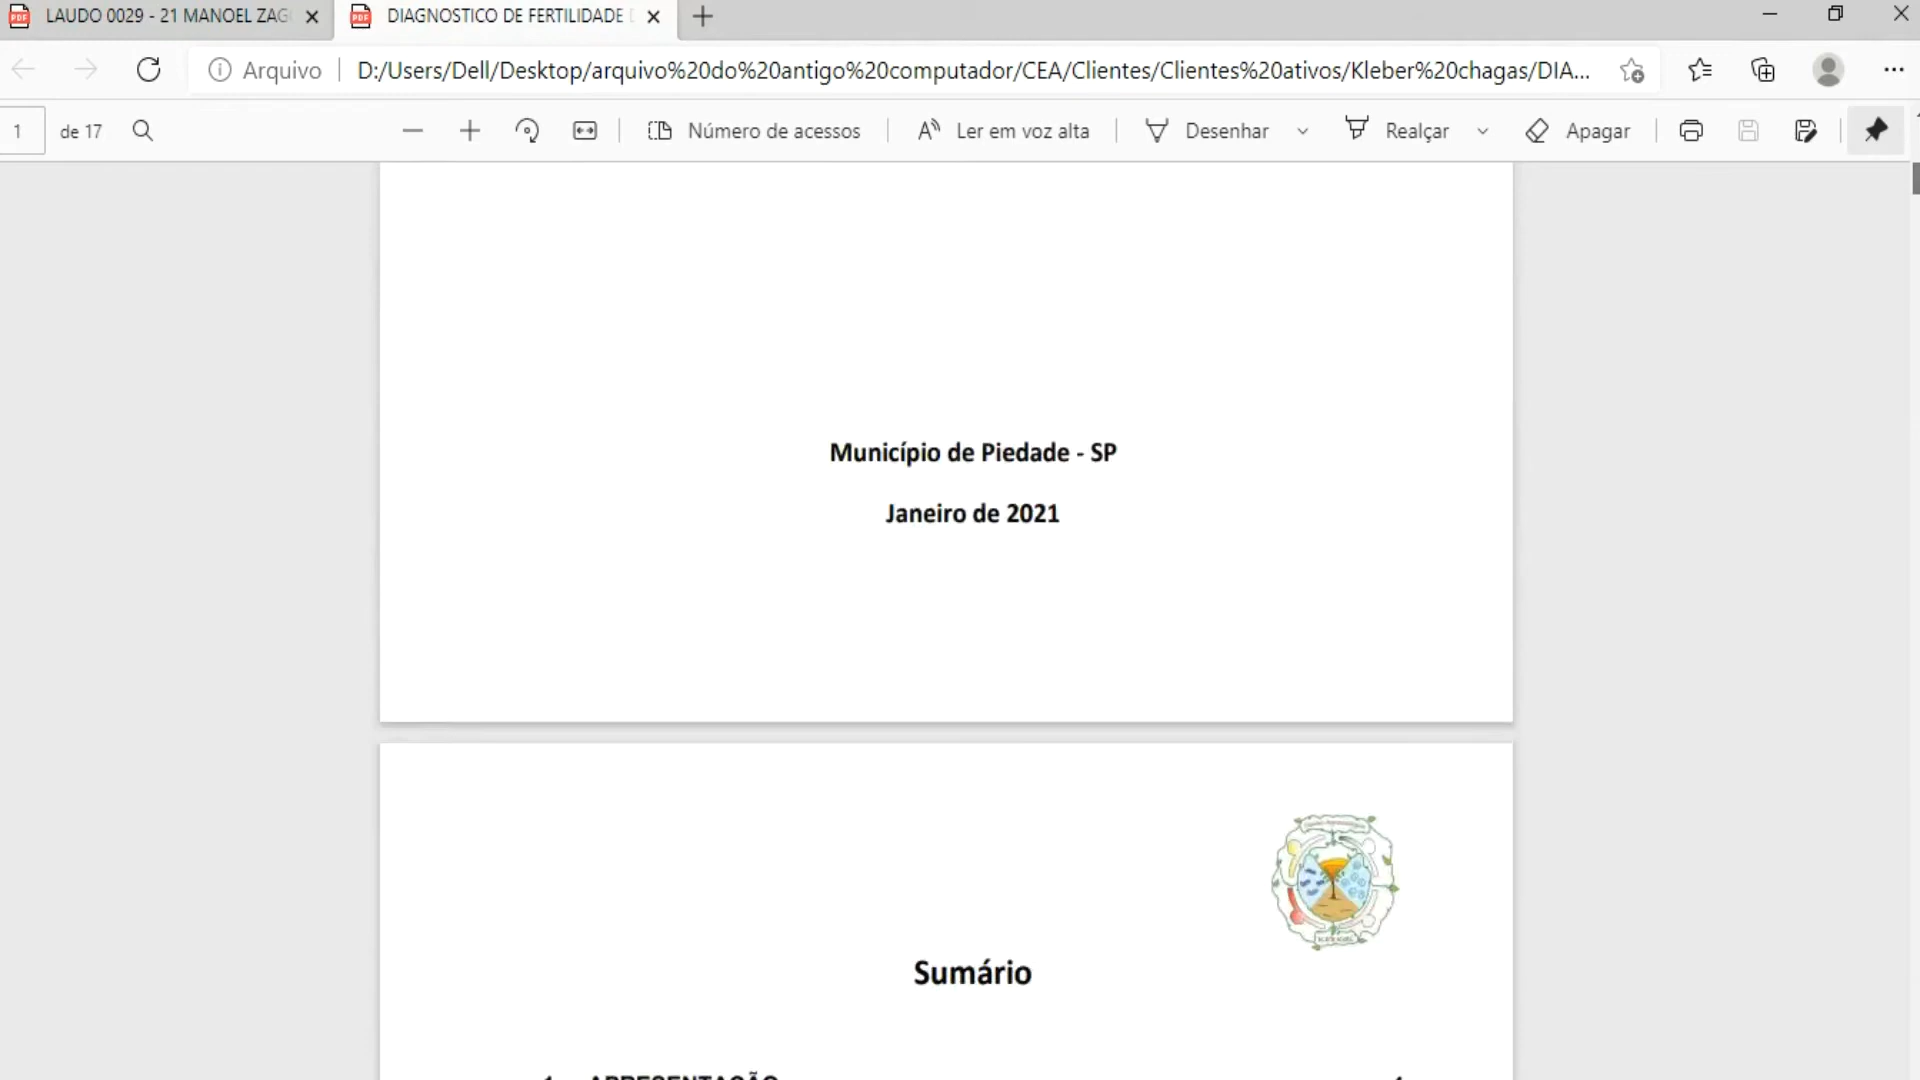 LAUDO 0029 - 21 MANOEL ZAG
DIAGNOSTICO DE FERTILIDADE
Arquivo
D:/Users/Dell/Desktop/arquivo%20do%20antigo%20computador/CEA/Clientes/Clientes%20ativos/Kleber%20chagas/DIA...
1 de 17
Número de acessos
Ler em voz alta
Desenhar
Realçar
Apagar
Município de Piedade - SP
Janeiro de 2021
Sumário
1 APRESENTAÇÃO